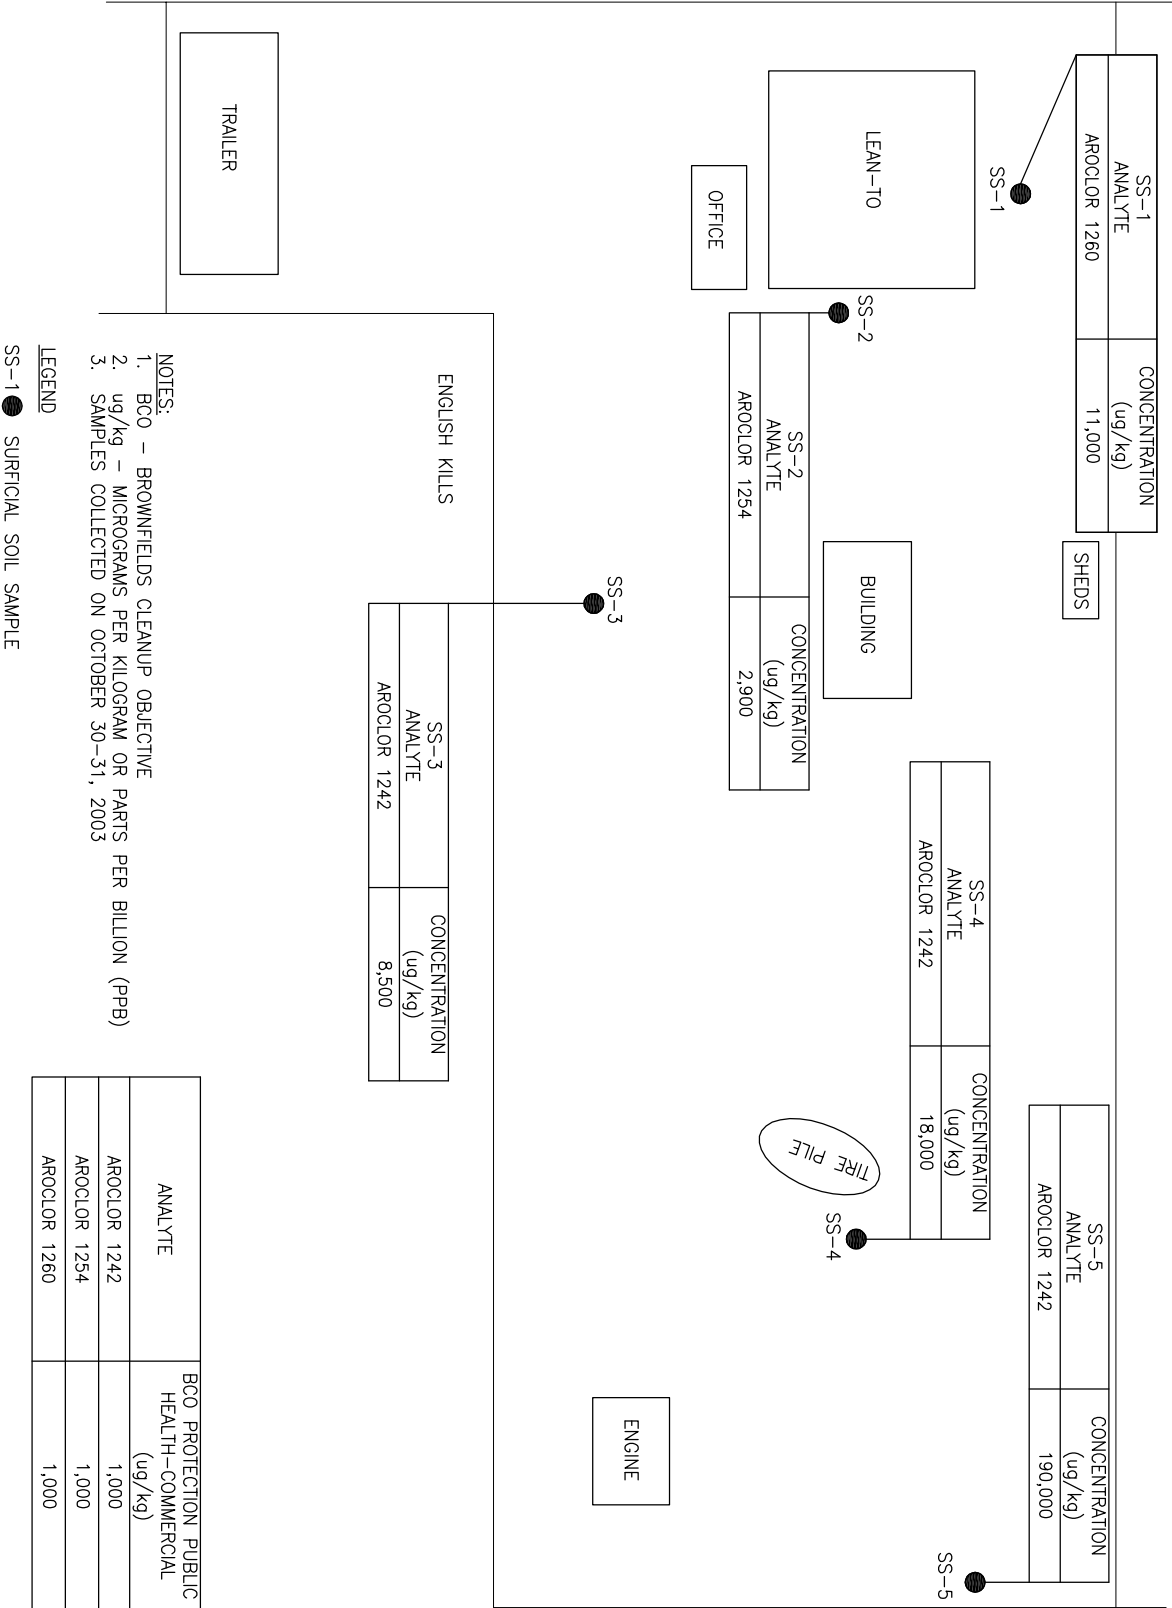 SS-1
ANALYTE
CONCENTRATION
(ug/kg)
AROCLOR 1260
11,000
SS-5
ANALYTE
CONCENTRATION
(ug/kg)
AROCLOR 1242
190,000
SHEDS
SS-1
SS-4
ANALYTE
CONCENTRATION
(ug/kg)
AROCLOR 1242
18,000
SS-5
LEAN-TO
SS-2
BUILDING
TIRE PILE
SS-4
SS-2
ANALYTE
CONCENTRATION
(ug/kg)
AROCLOR 1254
2,900
OFFICE
SS-3
ENGINE
ENGLISH KILLS
SS-3
ANALYTE
CONCENTRATION
(ug/kg)
AROCLOR 1242
8,500
TRAILER
NOTES:
1. BCO - BROWNFIELDS CLEANUP OBJECTIVE
2. ug/kg - MICROGRAMS PER KILOGRAM OR PARTS PER BILLION (PPB)
3. SAMPLES COLLECTED ON OCTOBER 30-31, 2003
LEGEND
SS-1 SURFICIAL SOIL SAMPLE
ANALYTE
BCO PROTECTION PUBLIC
HEALTH-COMMERCIAL
(ug/kg)
AROCLOR 1242
1,000
AROCLOR 1254
1,000
AROCLOR 1260
1,000